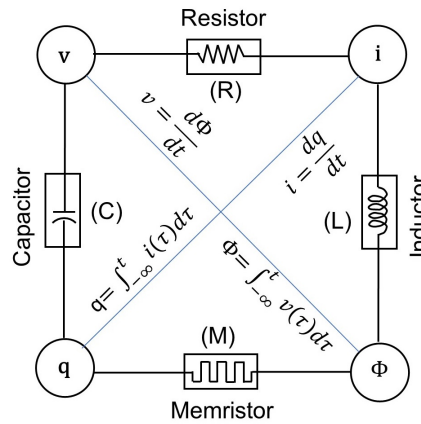 Resistor
v
i
(R)
v = dΦ/dt
i = dq/dt
Capacitor
(C)
(L)
Inductor
q= ∫_{-∞}^{t} i(τ)dτ
Φ= ∫_{-∞}^{t} v(τ)dτ
(M)
q
Φ
Memristor